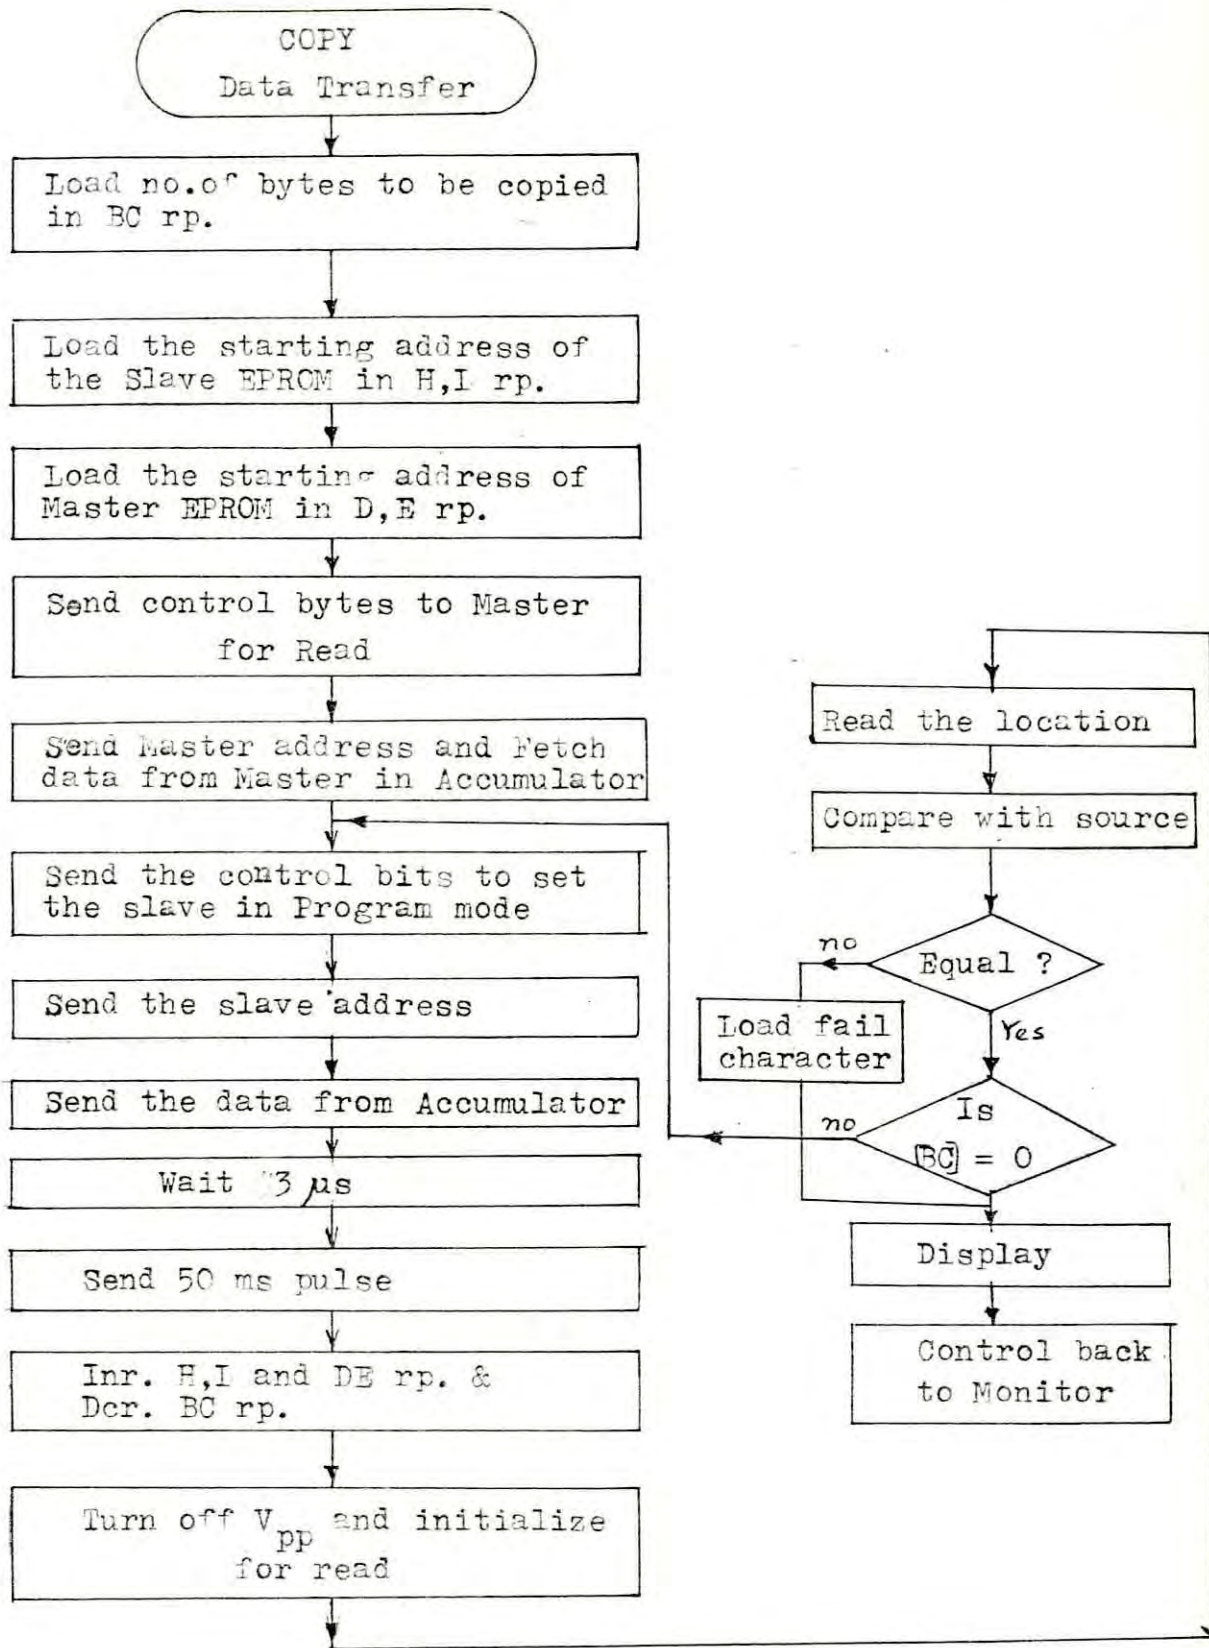 COPY
Data Transfer
Load no.of bytes to be copied
in BC rp.
Load the starting address of
the Slave EPROM in H,L rp.
Load the starting address of
Master EPROM in D,E rp.
Send control bytes to Master
for Read
Send Master address and Fetch
data from Master in Accumulator
Send the control bits to set
the slave in Program mode
Send the slave address
Send the data from Accumulator
Wait 3 µs
Send 50 ms pulse
Inr. H,L and DE rp. &
Dcr. BC rp.
Turn off Vpp and initialize
for read
Read the location
Compare with source
no
Equal ?
Yes
Load fail
character
no
Is
[BC] = 0
Display
Control back
to Monitor